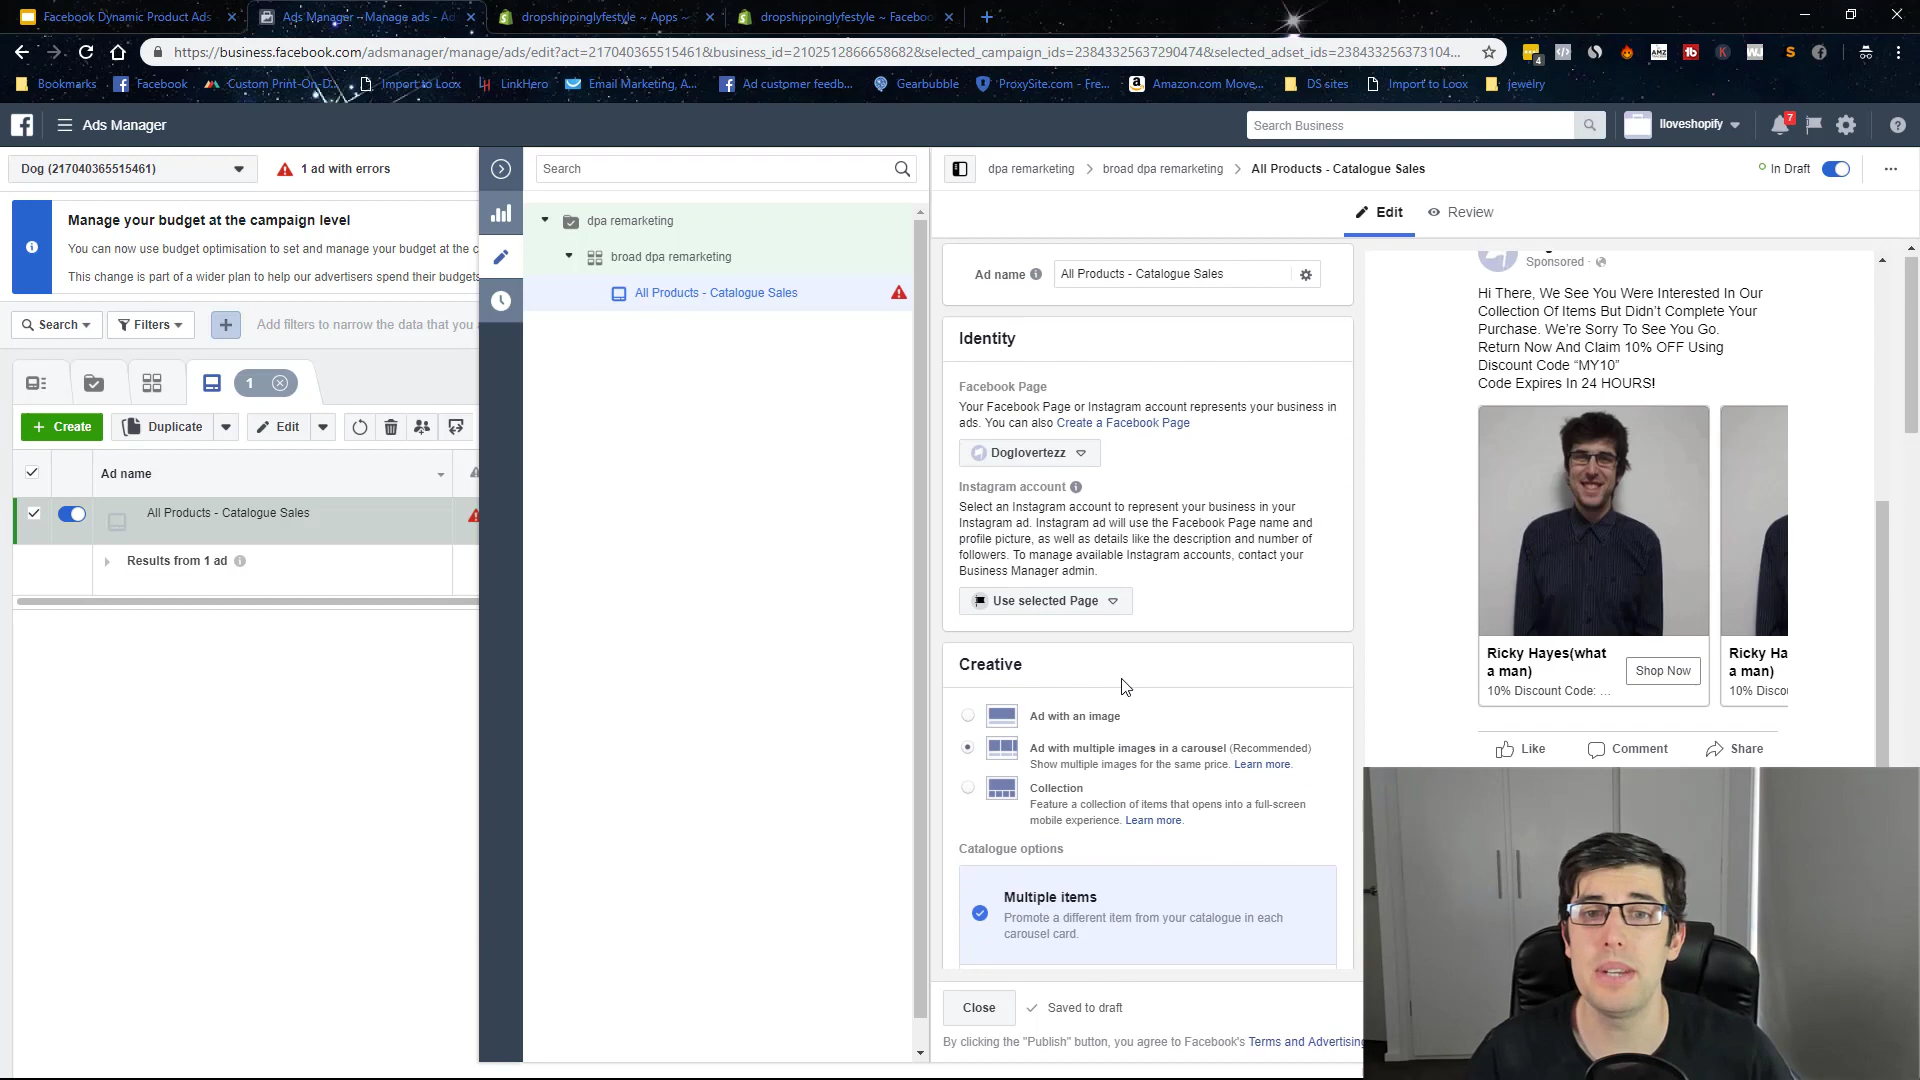 Facebook Dynamic Product Ads
Ads Manager - Manage ads - Ad
dropshippinglyfestyle ~ Apps ~
dropshippinglyfestyle ~ Facebo
https://business.facebook.com/adsmanager/manage/ads/edit?act=217040365515461&business_id=2102512866658682&selected_campaign_ids=23843325637290474&selected_adset_ids=238433256373104...
Bookmarks
Facebook
Custom Print-On-D...
Import to Loox
LinkHero
Email Marketing, A...
Ad customer feedb...
Gearbubble
ProxySite.com - Fre...
Amazon.com Move...
DS sites
Import to Loox
jewelry
Ads Manager
Search Business
Iloveshopify
7
Dog (217040365515461)
1 ad with errors
Search
dpa remarketing
broad dpa remarketing
All Products - Catalogue Sales
In Draft
Manage your budget at the campaign level
You can now use budget optimisation to set and manage your budget at the c
This change is part of a wider plan to help our advertisers spend their budgets
Search
Filters
Add filters to narrow the data that you
1
Create
Duplicate
Edit
Ad name
All Products - Catalogue Sales
Results from 1 ad
dpa remarketing
broad dpa remarketing
All Products - Catalogue Sales
Edit
Review
Ad name
All Products - Catalogue Sales
Identity
Facebook Page
Your Facebook Page or Instagram account represents your business in
ads. You can also Create a Facebook Page
Doglovertezz
Instagram account
Select an Instagram account to represent your business in your
Instagram ad. Instagram ad will use the Facebook Page name and
profile picture, as well as details like the description and number of
followers. To manage available Instagram accounts, contact your
Business Manager admin.
Use selected Page
Creative
Ad with an image
Ad with multiple images in a carousel (Recommended)
Show multiple images for the same price. Learn more.
Collection
Feature a collection of items that opens into a full-screen
mobile experience. Learn more.
Catalogue options
Multiple items
Promote a different item from your catalogue in each
carousel card.
Close
Saved to draft
By clicking the "Publish" button, you agree to Facebook's Terms and Advertising
Sponsored ·
Hi There, We See You Were Interested In Our
Collection Of Items But Didn't Complete Your
Purchase. We're Sorry To See You Go.
Return Now And Claim 10% OFF Using
Discount Code “MY10”
Code Expires In 24 HOURS!
Ricky Hayes(what
a man)
10% Discount Code: ...
Shop Now
Ricky Ha
a man)
10% Discou
Like
Comment
Share